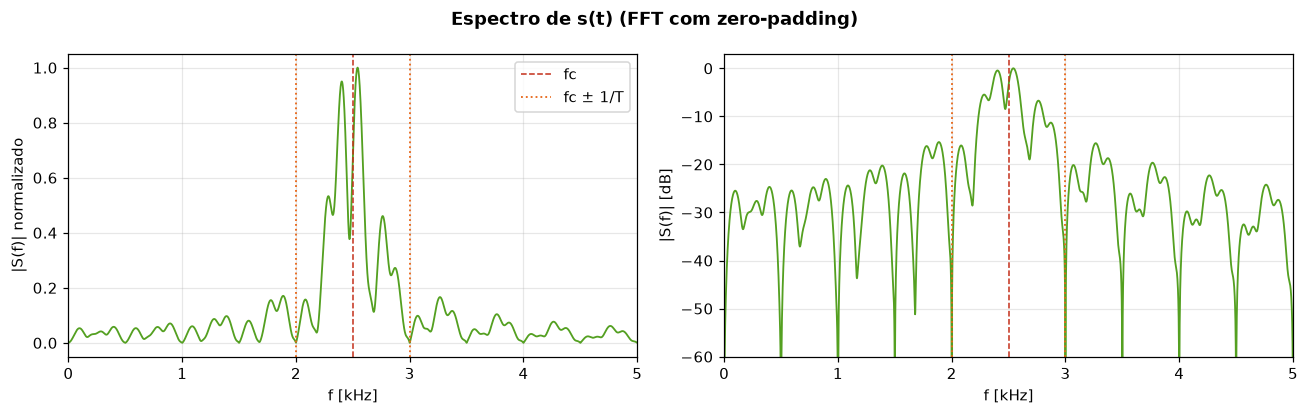 Espectro de s(t) (FFT com zero-padding)
|S(f)| normalizado
1.0
0.8
0.6
0.4
0.2
0.0
0 1 2 3 4 5
f [kHz]
fc
fc ± 1/T
|S(f)| [dB]
0
−10
−20
−30
−40
−50
−60
0 1 2 3 4 5
f [kHz]